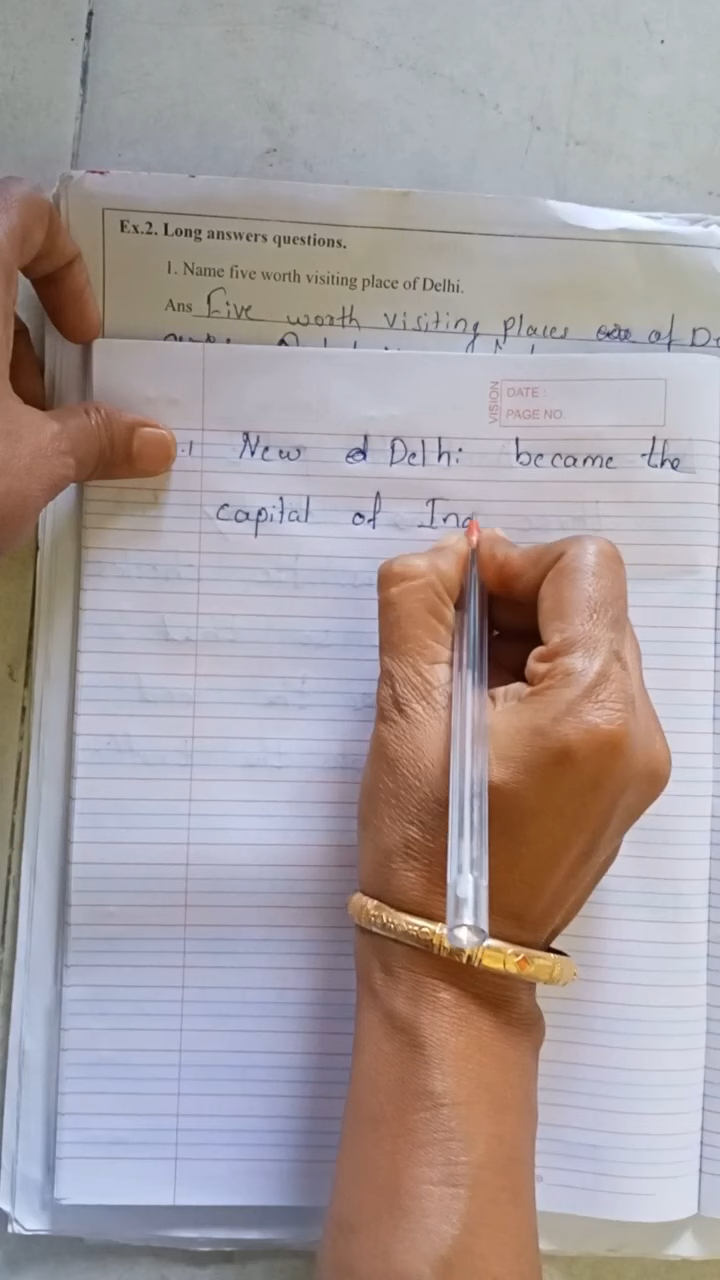 Ex.2. Long answers questions.
1. Name five worth visiting place of Delhi.
Ans Five worth visiting places of
VISION
DATE :
PAGE NO.
.1 New Delhi became the
capital of Ind